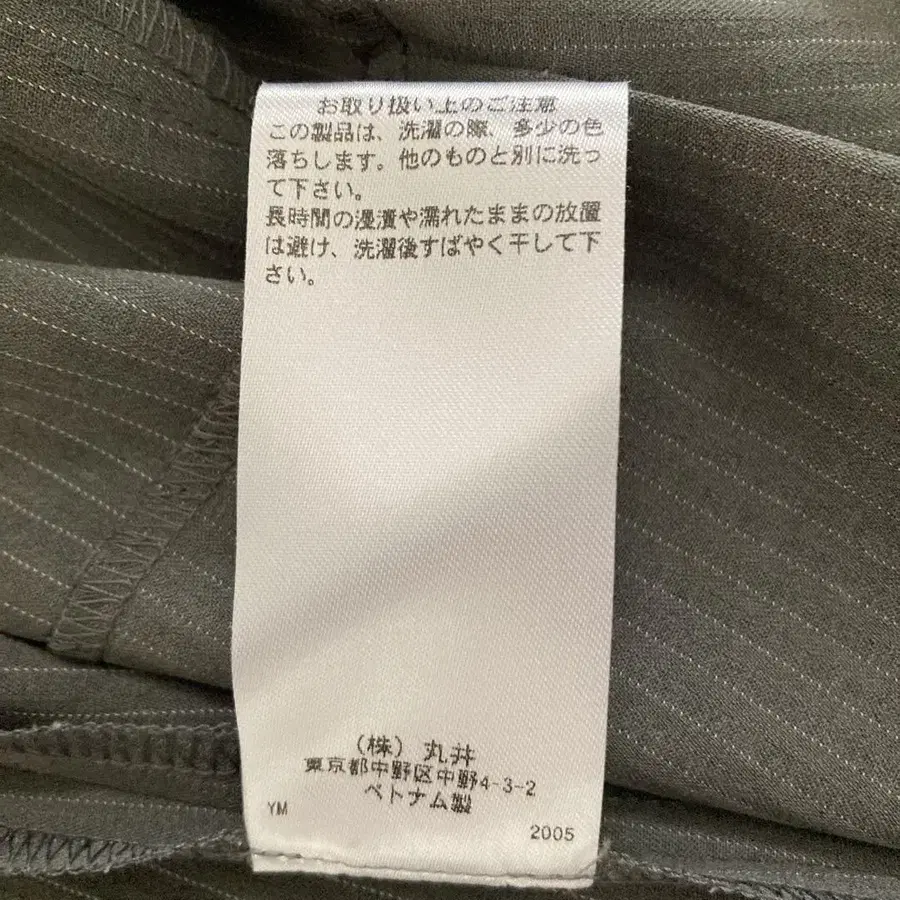 お取り扱い上のご注意
この製品は、洗濯の際、多少の色
落ちします。他のものと別に洗っ
て下さい。
長時間の浸漬や濡れたままの放置
は避け、洗濯後すばやく干して下
さい。
(株) 丸井
東京都中野区中野4-3-2
ベトナム製
YM
2005